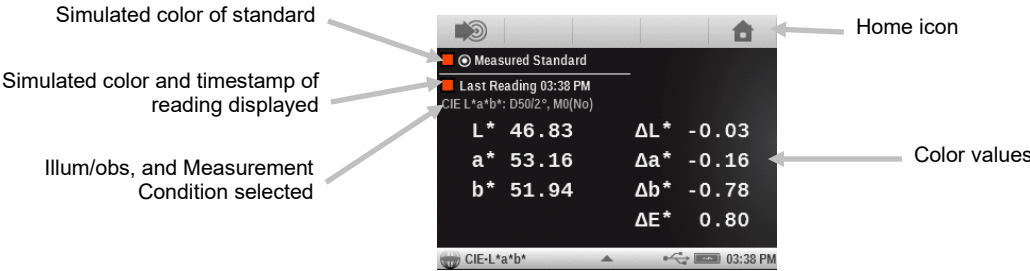 Simulated color of standard
Home icon
Measured Standard
Simulated color and timestamp of
reading displayed
Last Reading 03:38 PM
CIE L*a*b*: D50/2°, M0(No)
L* 46.83 ΔL* -0.03
a* 53.16 Δa* -0.16
b* 51.94 Δb* -0.78
ΔE* 0.80
Illum/obs, and Measurement
Condition selected
Color values
CIE-L*a*b* 03:38 PM